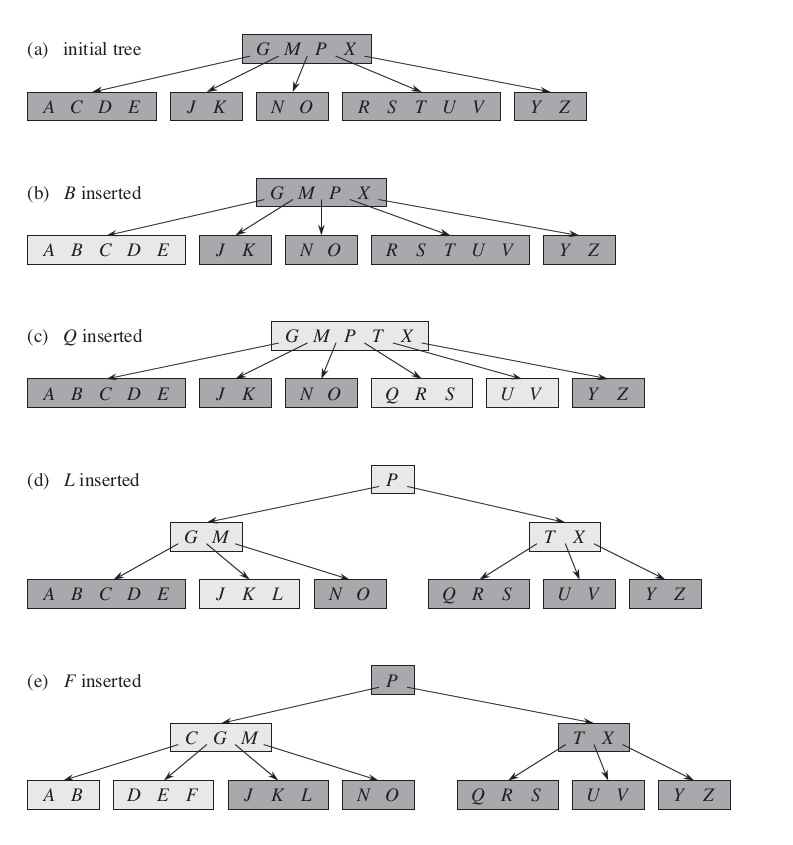 (a) initial tree G M P X
A C D E J K N O R S T U V Y Z
(b) B inserted G M P X
A B C D E J K N O R S T U V Y Z
(c) Q inserted G M P T X
A B C D E J K N O Q R S U V Y Z
(d) L inserted P
G M T X
A B C D E J K L N O Q R S U V Y Z
(e) F inserted P
C G M T X
A B D E F J K L N O Q R S U V Y Z